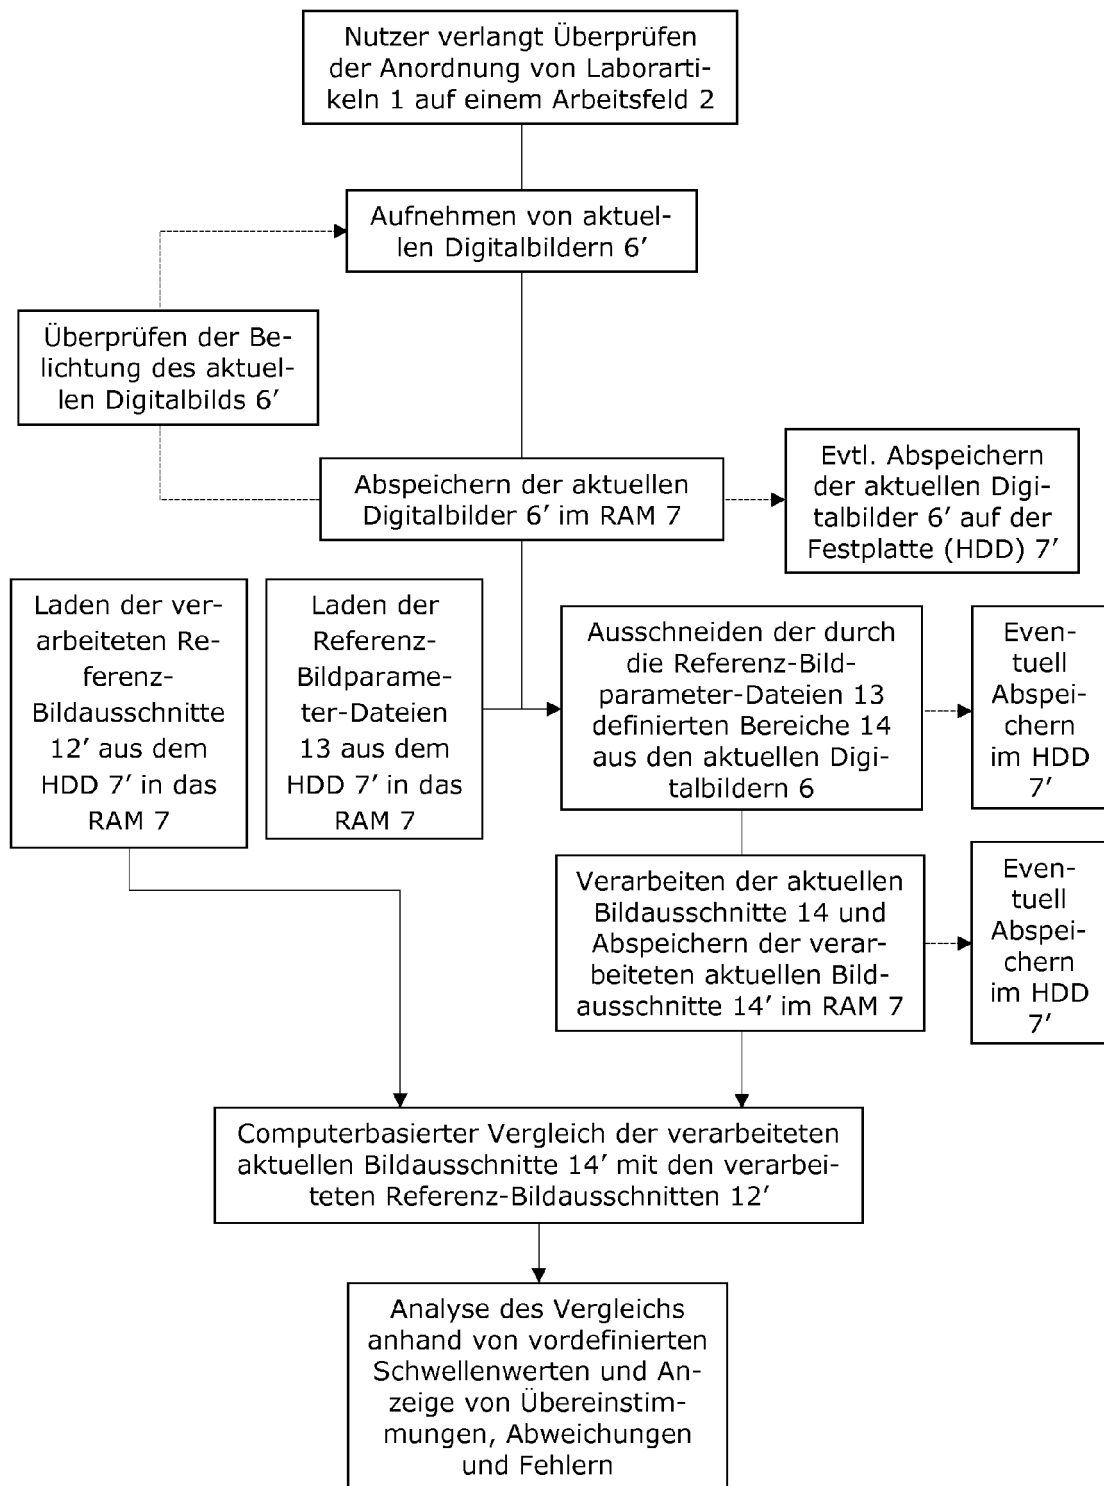 Nutzer verlangt Überprüfen
der Anordnung von Laborarti-
keln 1 auf einem Arbeitsfeld 2
Aufnehmen von aktuel-
len Digitalbildern 6′
Überprüfen der Be-
lichtung des aktuel-
len Digitalbilds 6′
Abspeichern der aktuellen
Digitalbilder 6′ im RAM 7
Evtl. Abspeichern
der aktuellen Digi-
talbilder 6′ auf der
Festplatte (HDD) 7′
Laden der ver-
arbeiteten Re-
ferenz-
Bildausschnitte
12′ aus dem
HDD 7′ in das
RAM 7
Laden der
Referenz-
Bildparame-
ter-Dateien
13 aus dem
HDD 7′ in das
RAM 7
Ausschneiden der durch
die Referenz-Bild-
parameter-Dateien 13
definierten Bereiche 14
aus den aktuellen Digi-
talbildern 6
Even-
tuell
Abspei-
chern
im HDD
7′
Verarbeiten der aktuellen
Bildausschnitte 14 und
Abspeichern der verar-
beiteten aktuellen Bild-
ausschnitte 14′ im RAM 7
Even-
tuell
Abspei-
chern
im HDD
7′
Computerbasierter Vergleich der verarbeiteten
aktuellen Bildausschnitte 14′ mit den verarbei-
teten Referenz-Bildausschnitten 12′
Analyse des Vergleichs
anhand von vordefinierten
Schwellenwerten und An-
zeige von Übereinstim-
mungen, Abweichungen
und Fehlern